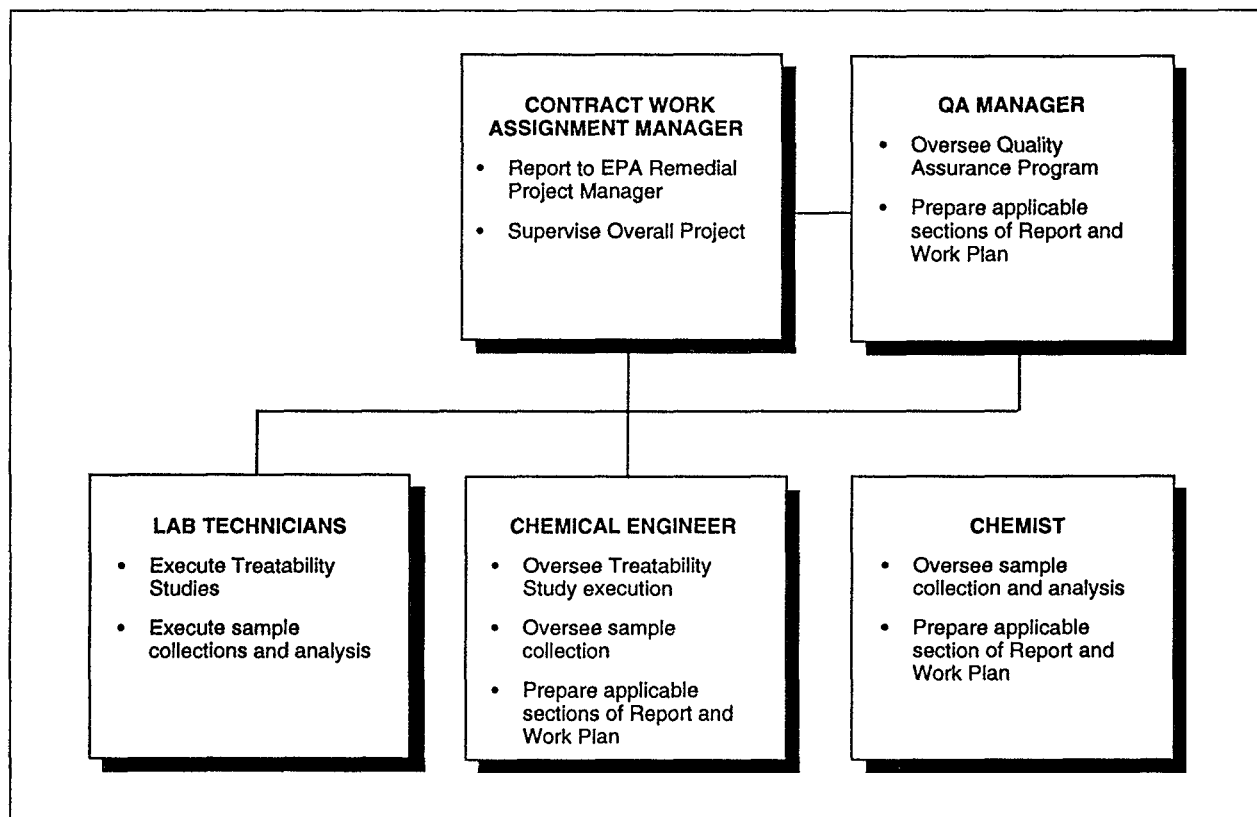 CONTRACT WORK
ASSIGNMENT MANAGER
• Report to EPA Remedial
Project Manager
• Supervise Overall Project
QA MANAGER
• Oversee Quality
Assurance Program
• Prepare applicable
sections of Report and
Work Plan
LAB TECHNICIANS
• Execute Treatability
Studies
• Execute sample
collections and analysis
CHEMICAL ENGINEER
• Oversee Treatability
Study execution
• Oversee sample
collection
• Prepare applicable
sections of Report and
Work Plan
CHEMIST
• Oversee sample
collection and analysis
• Prepare applicable
section of Report and
Work Plan